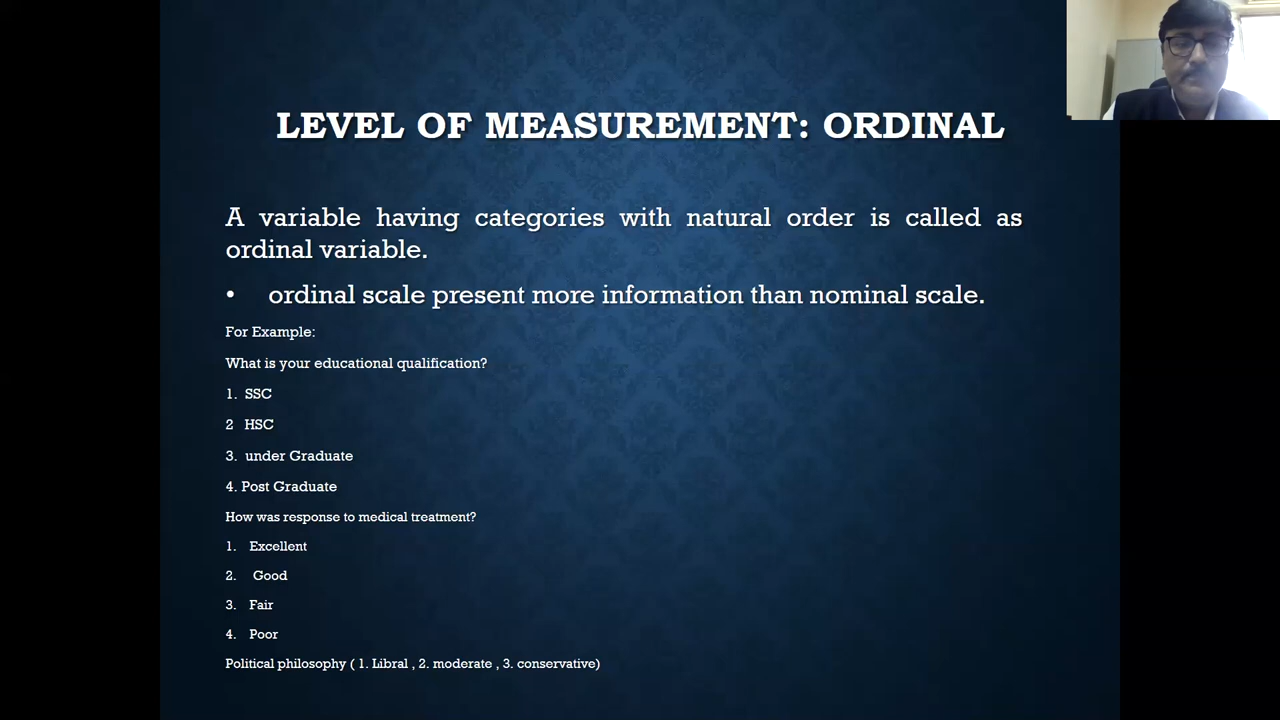 LEVEL OF MEASUREMENT: ORDINAL
A variable having categories with natural order is called as
ordinal variable.
• ordinal scale present more information than nominal scale.
For Example:
What is your educational qualification?
1. SSC
2 HSC
3. under Graduate
4. Post Graduate
How was response to medical treatment?
1. Excellent
2. Good
3. Fair
4. Poor
Political philosophy ( 1. Libral , 2. moderate , 3. conservative)